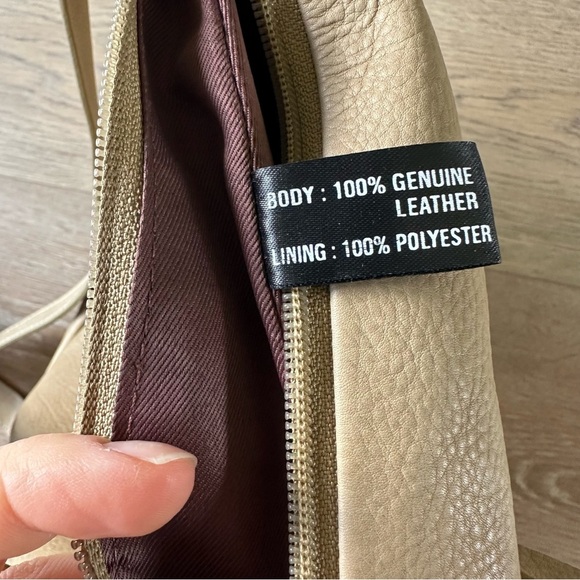 BODY : 100% GENUINE
LEATHER
LINING : 100% POLYESTER